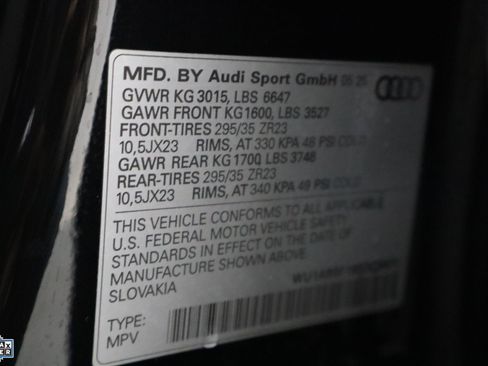 MFD. BY Audi Sport GmbH 05 25
GVWR KG 3015, LBS 6647
GAWR FRONT KG1600, LBS 3527
FRONT-TIRES 295/35 ZR23
10,5JX23 RIMS, AT 330 KPA 48 PSI COLD
GAWR REAR KG 1700, LBS 3748
REAR-TIRES 295/35 ZR23
10,5JX23 RIMS, AT 340 KPA 49 PSI COLD
THIS VEHICLE CONFORMS TO ALL APPLICABLE
U.S. FEDERAL MOTOR VEHICLE SAFETY
STANDARDS IN EFFECT ON THE DATE OF
MANUFACTURE SHOWN ABOVE
SLOVAKIA
TYPE:
MPV